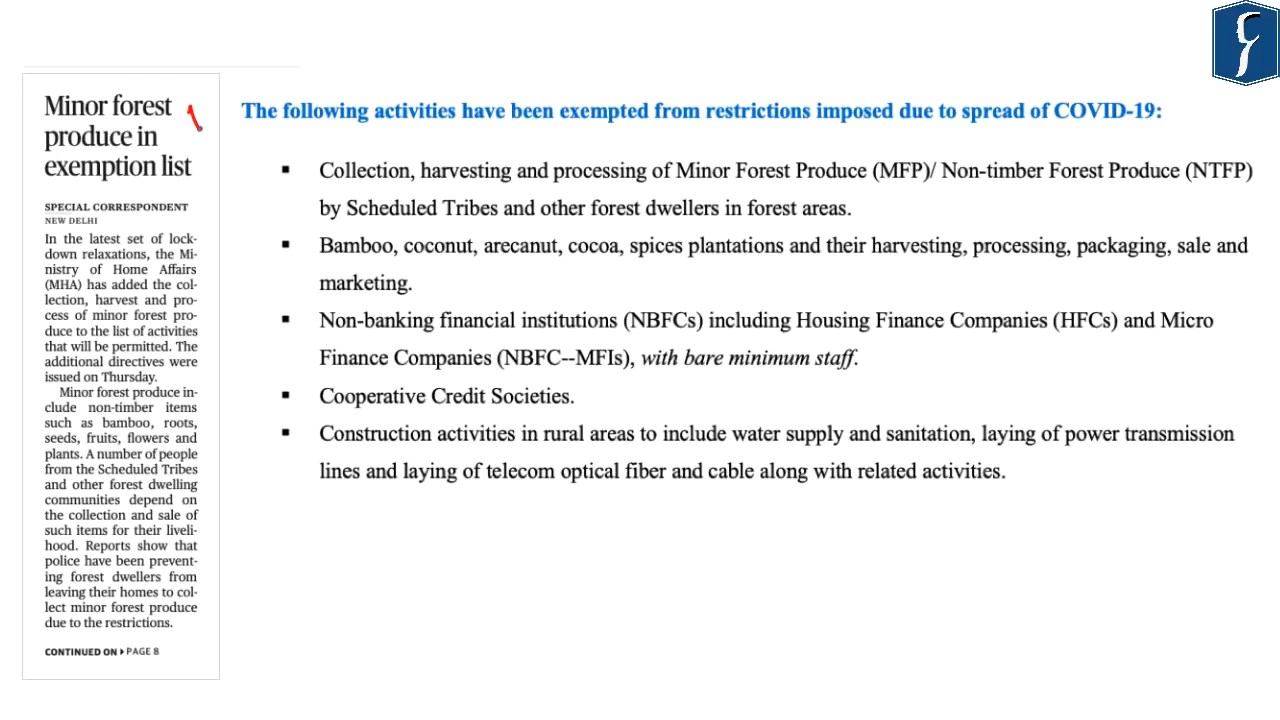 Minor forest
produce in
exemption list
SPECIAL CORRESPONDENT
NEW DELHI
In the latest set of lock-
down relaxations, the Mi-
nistry of Home Affairs
(MHA) has added the col-
lection, harvest and pro-
cess of minor forest pro-
duce to the list of activities
that will be permitted. The
additional directives were
issued on Thursday.
Minor forest produce in-
clude non-timber items
such as bamboo, roots,
seeds, fruits, flowers and
plants. A number of people
from the Scheduled Tribes
and other forest dwelling
communities depend on
the collection and sale of
such items for their liveli-
hood. Reports show that
police have been prevent-
ing forest dwellers from
leaving their homes to col-
lect minor forest produce
due to the restrictions.
CONTINUED ON ▸ PAGE 8
The following activities have been exempted from restrictions imposed due to spread of COVID-19:
▪ Collection, harvesting and processing of Minor Forest Produce (MFP)/ Non-timber Forest Produce (NTFP)
by Scheduled Tribes and other forest dwellers in forest areas.
▪ Bamboo, coconut, arecanut, cocoa, spices plantations and their harvesting, processing, packaging, sale and
marketing.
▪ Non-banking financial institutions (NBFCs) including Housing Finance Companies (HFCs) and Micro
Finance Companies (NBFC--MFIs), with bare minimum staff.
▪ Cooperative Credit Societies.
▪ Construction activities in rural areas to include water supply and sanitation, laying of power transmission
lines and laying of telecom optical fiber and cable along with related activities.